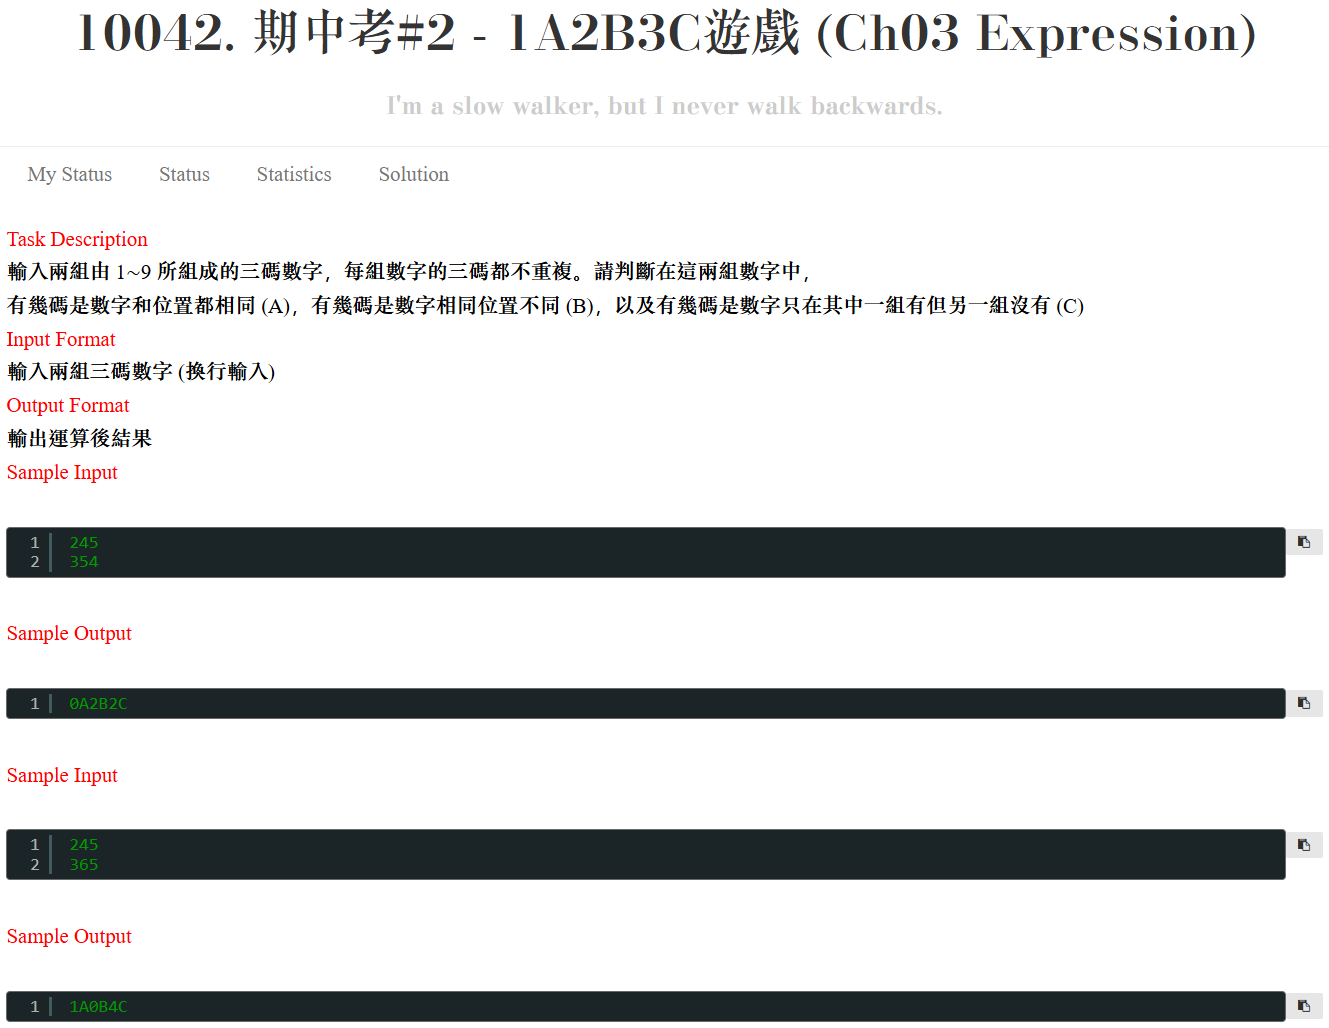 10042. 期中考#2 - 1A2B3C遊戲 (Ch03 Expression)
I'm a slow walker, but I never walk backwards.
My Status Status Statistics Solution
Task Description
輸入兩組由 1~9 所組成的三碼數字，每組數字的三碼都不重複。請判斷在這兩組數字中，
有幾碼是數字和位置都相同 (A)，有幾碼是數字相同位置不同 (B)，以及有幾碼是數字只在其中一組有但另一組沒有 (C)
Input Format
輸入兩組三碼數字 (換行輸入)
Output Format
輸出運算後結果
Sample Input
1 245
2 354
Sample Output
1 0A2B2C
Sample Input
1 245
2 365
Sample Output
1 1A0B4C